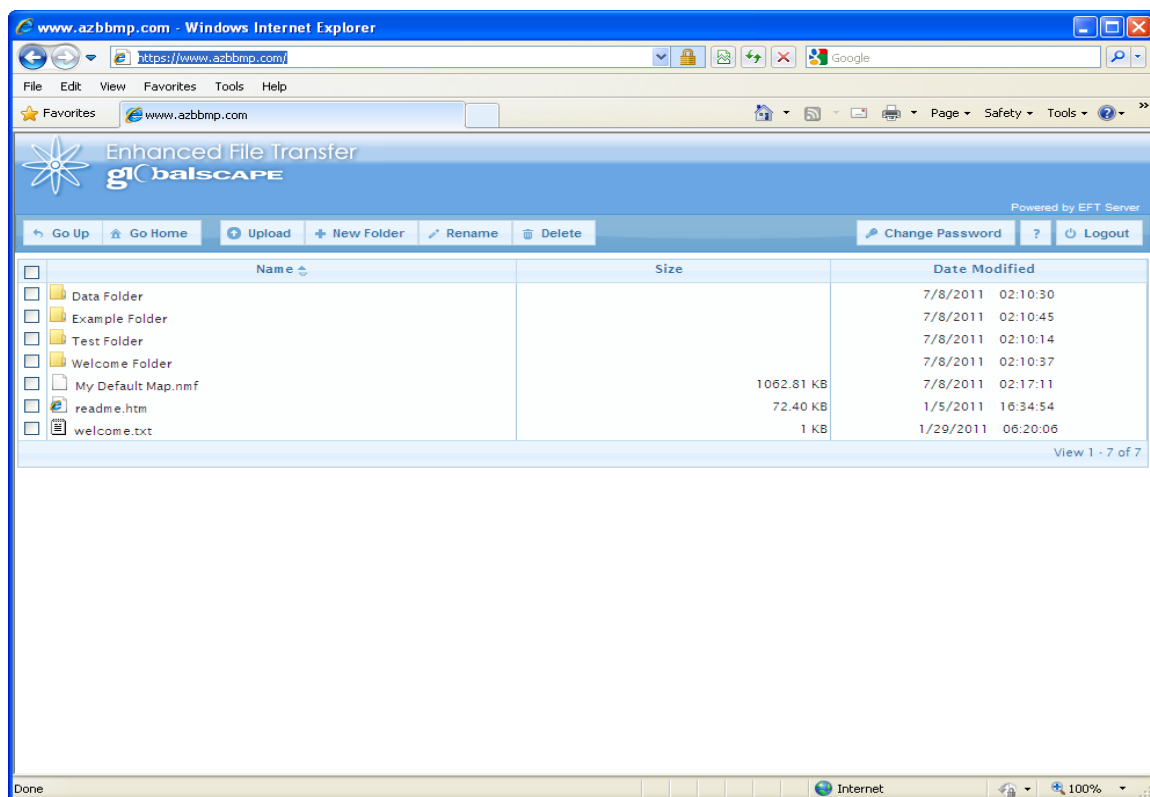 www.azbbmp.com - Windows Internet Explorer
https://www.azbbmp.com/
Google
File Edit View Favorites Tools Help
Favorites www.azbbmp.com Page Safety Tools
Enhanced File Transfer
globalSCAPE
Powered by EFT Server
Go Up Go Home Upload New Folder Rename Delete Change Password ? Logout
Name Size Date Modified
Data Folder 7/8/2011 02:10:30
Example Folder 7/8/2011 02:10:45
Test Folder 7/8/2011 02:10:14
Welcome Folder 7/8/2011 02:10:37
My Default Map.nmf 1062.81 KB 7/8/2011 02:17:11
readme.htm 72.40 KB 1/5/2011 16:34:54
welcome.txt 1 KB 1/29/2011 06:20:06
View 1 - 7 of 7
Done Internet 100%